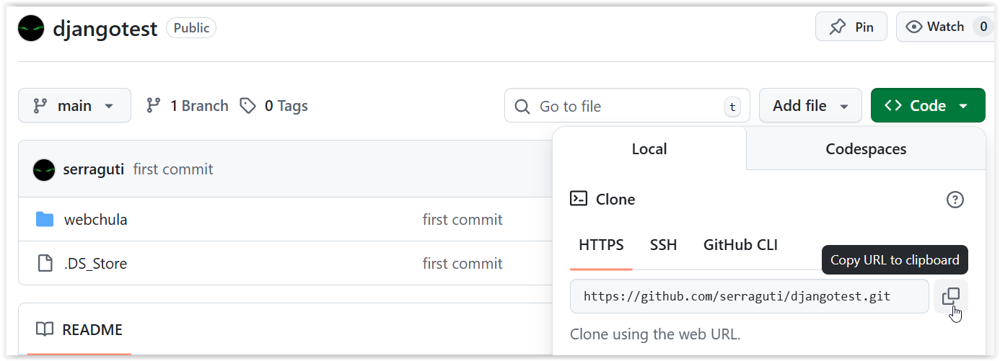 djangotest Public Pin Watch 0
main 1 Branch 0 Tags Go to file t Add file Code
Local Codespaces
serraguti first commit
Clone
webchula first commit
HTTPS SSH GitHub CLI
Copy URL to clipboard
.DS_Store first commit
https://github.com/serraguti/djangotest.git
README
Clone using the web URL.